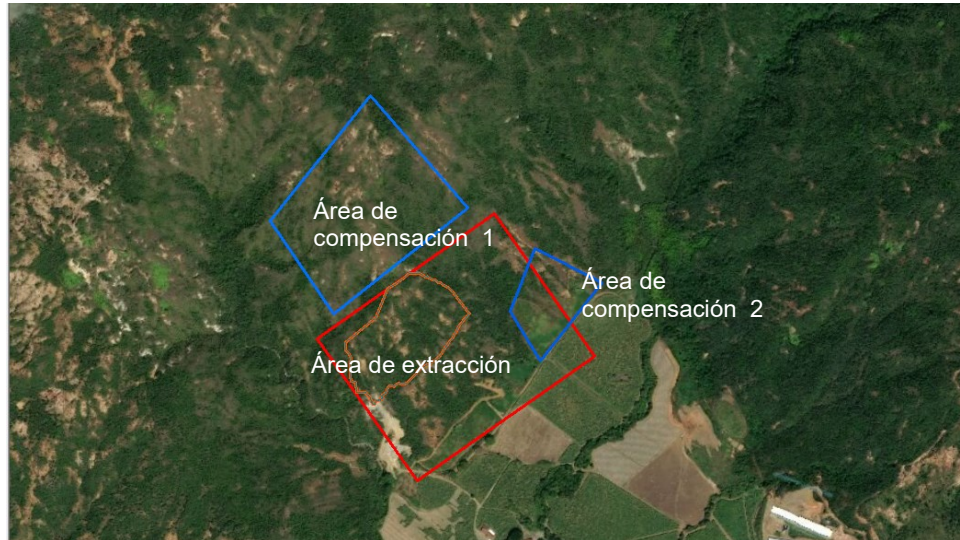 Área de
compensación  1
Área de
compensación  2
Área de extracción